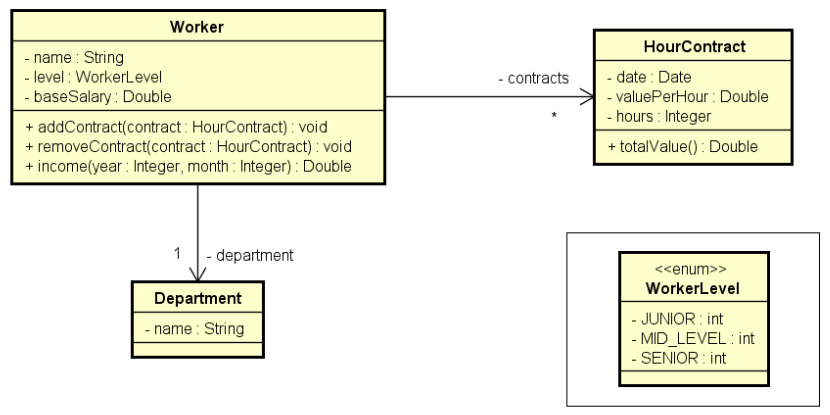 Worker
- name : String
- level : WorkerLevel
- baseSalary : Double
+ addContract(contract : HourContract) : void
+ removeContract(contract : HourContract) : void
+ income(year : Integer, month : Integer) : Double
- contracts
*
HourContract
- date : Date
- valuePerHour : Double
- hours : Integer
+ totalValue() : Double
1
- department
Department
- name : String
<<enum>>
WorkerLevel
- JUNIOR : int
- MID_LEVEL : int
- SENIOR : int